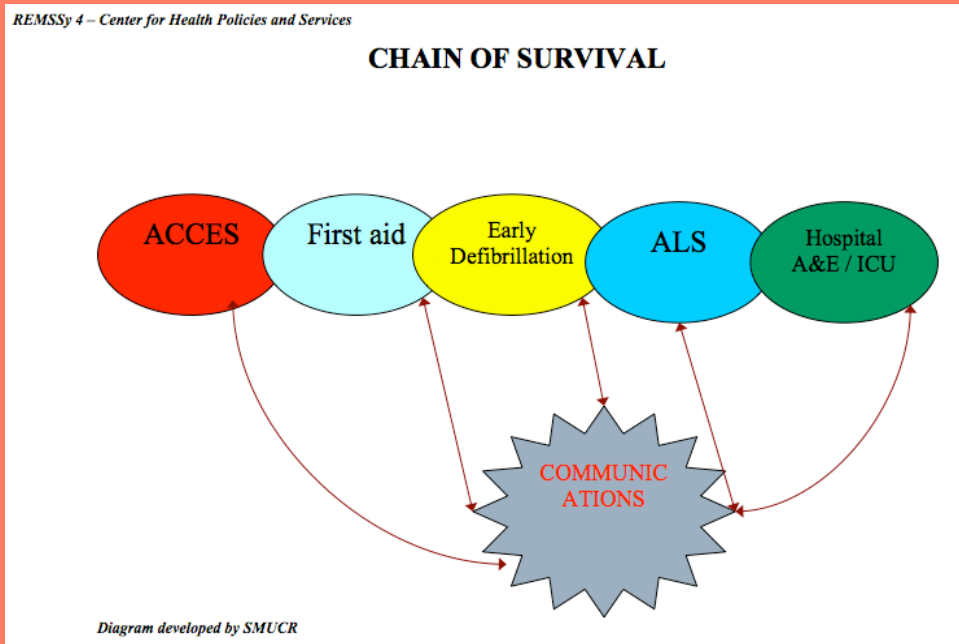 REMSSy 4 – Center for Health Policies and Services
CHAIN OF SURVIVAL
ACCES
First aid
Early
Defibrillation
ALS
Hospital
A&E / ICU
COMMUNIC
ATIONS
Diagram developed by SMUCR